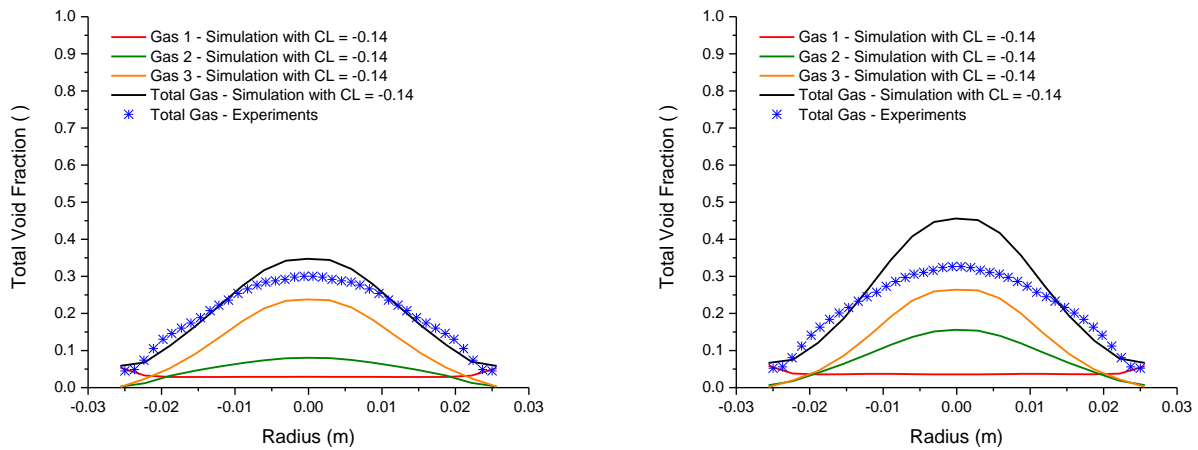 1.0
0.9
0.8
0.7
0.6
0.5
0.4
0.3
0.2
0.1
0.0
Total Void Fraction ( )
Gas 1 - Simulation with CL = -0.14
Gas 2 - Simulation with CL = -0.14
Gas 3 - Simulation with CL = -0.14
Total Gas - Simulation with CL = -0.14
Total Gas - Experiments
-0.03 -0.02 -0.01 0.00 0.01 0.02 0.03
Radius (m)
1.0
0.9
0.8
0.7
0.6
0.5
0.4
0.3
0.2
0.1
0.0
Total Void Fraction ( )
Gas 1 - Simulation with CL = -0.14
Gas 2 - Simulation with CL = -0.14
Gas 3 - Simulation with CL = -0.14
Total Gas - Simulation with CL = -0.14
Total Gas - Experiments
-0.03 -0.02 -0.01 0.00 0.01 0.02 0.03
Radius (m)